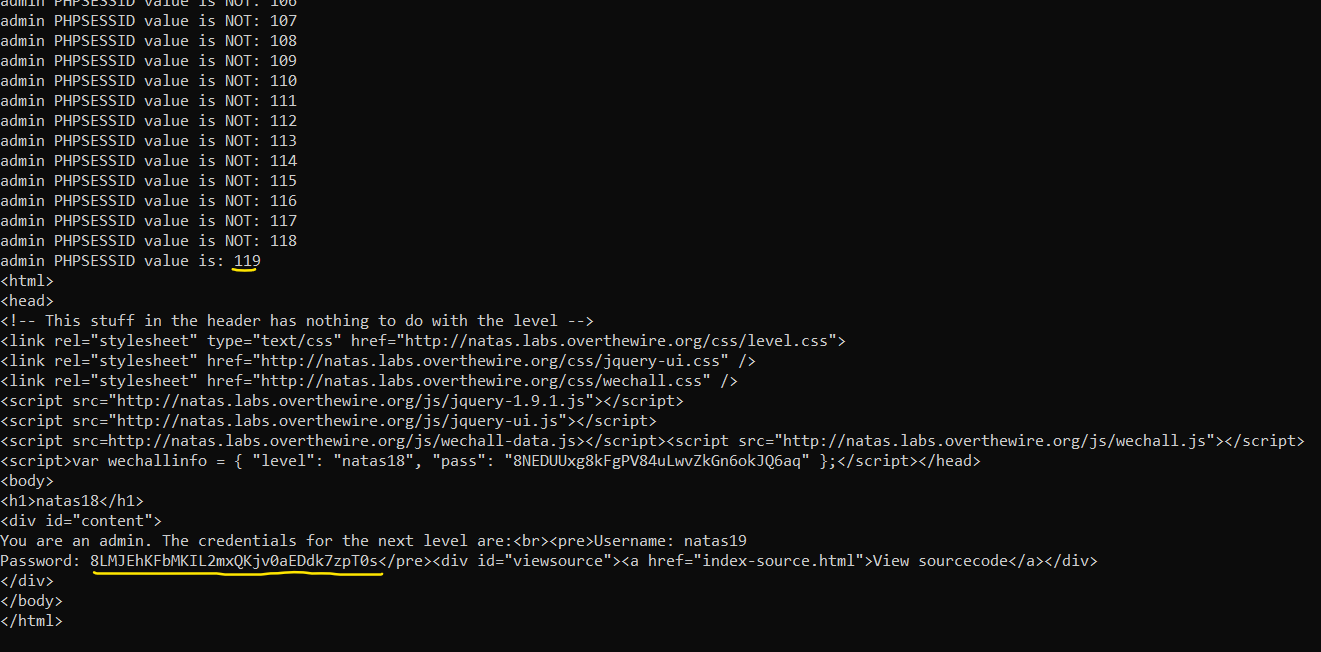 admin PHPSESSID value is NOT: 106
admin PHPSESSID value is NOT: 107
admin PHPSESSID value is NOT: 108
admin PHPSESSID value is NOT: 109
admin PHPSESSID value is NOT: 110
admin PHPSESSID value is NOT: 111
admin PHPSESSID value is NOT: 112
admin PHPSESSID value is NOT: 113
admin PHPSESSID value is NOT: 114
admin PHPSESSID value is NOT: 115
admin PHPSESSID value is NOT: 116
admin PHPSESSID value is NOT: 117
admin PHPSESSID value is NOT: 118
admin PHPSESSID value is: 119
<html>
<head>
<!-- This stuff in the header has nothing to do with the level -->
<link rel="stylesheet" type="text/css" href="http://natas.labs.overthewire.org/css/level.css">
<link rel="stylesheet" href="http://natas.labs.overthewire.org/css/jquery-ui.css" />
<link rel="stylesheet" href="http://natas.labs.overthewire.org/css/wechall.css" />
<script src="http://natas.labs.overthewire.org/js/jquery-1.9.1.js"></script>
<script src="http://natas.labs.overthewire.org/js/jquery-ui.js"></script>
<script src=http://natas.labs.overthewire.org/js/wechall-data.js></script><script src="http://natas.labs.overthewire.org/js/wechall.js"></script>
<script>var wechallinfo = { "level": "natas18", "pass": "8NEDUUxg8kFgPV84uLwvZkGn6okJQ6aq" };</script></head>
<body>
<h1>natas18</h1>
<div id="content">
You are an admin. The credentials for the next level are:<br><pre>Username: natas19
Password: 8LMJEhKFbMKIL2mxQKjv0aEDdk7zpT0s</pre><div id="viewsource"><a href="index-source.html">View sourcecode</a></div>
</div>
</body>
</html>